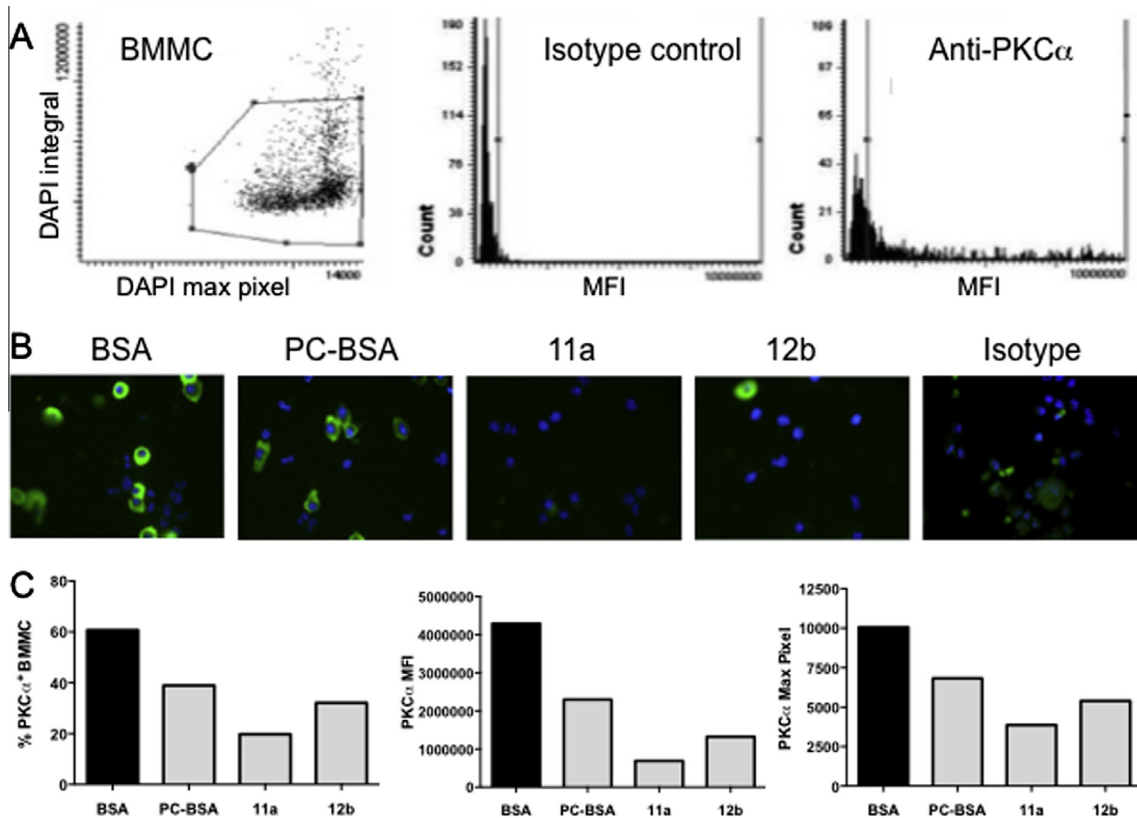 A
BMMC
DAPI integral
12000000
DAPI max pixel
14000
Isotype control
Count
190
152
114
76
38
0
MFI
10000000
Anti-PKCα
Count
109
87
65
43
21
0
MFI
10000000
B
BSA
PC-BSA
11a
12b
Isotype
C
% PKCα+ BMMC
80
60
40
20
0
BSA
PC-BSA
11a
12b
PKCα MFI
5000000
4000000
3000000
2000000
1000000
0
BSA
PC-BSA
11a
12b
PKCα Max Pixel
12500
10000
7500
5000
2500
0
BSA
PC-BSA
11a
12b